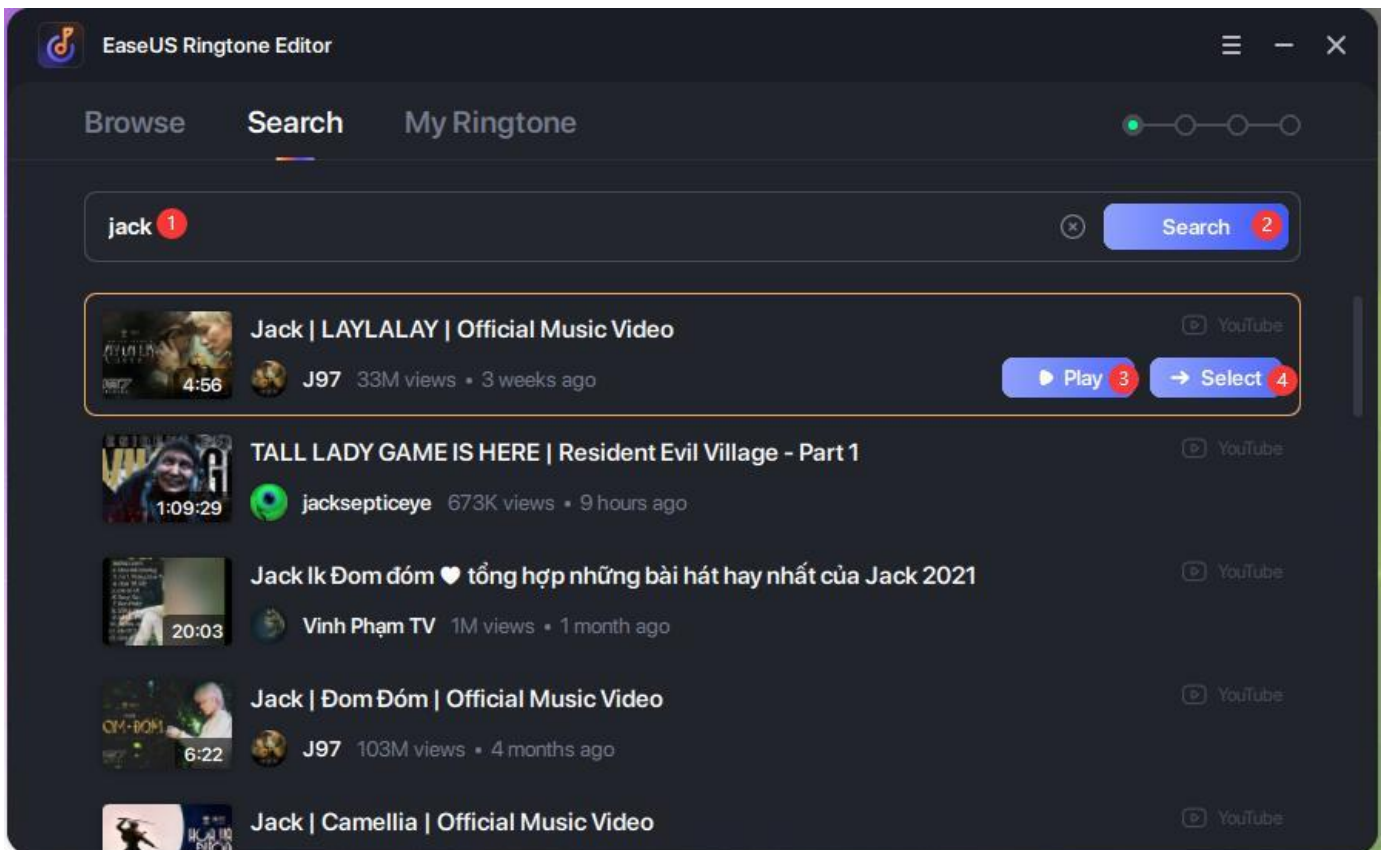 EaseUS Ringtone Editor
Browse Search My Ringtone
jack 1 Search 2
Jack | LAYLALAY | Official Music Video YouTube
4:56 J97 33M views • 3 weeks ago Play 3 Select 4
TALL LADY GAME IS HERE | Resident Evil Village - Part 1 YouTube
1:09:29 jacksepticeye 673K views • 9 hours ago
Jack Ik Đom đóm ♥ tổng hợp những bài hát hay nhất của Jack 2021 YouTube
20:03 Vinh Phạm TV 1M views • 1 month ago
Jack | Đom Đóm | Official Music Video YouTube
6:22 J97 103M views • 4 months ago
Jack | Camellia | Official Music Video YouTube